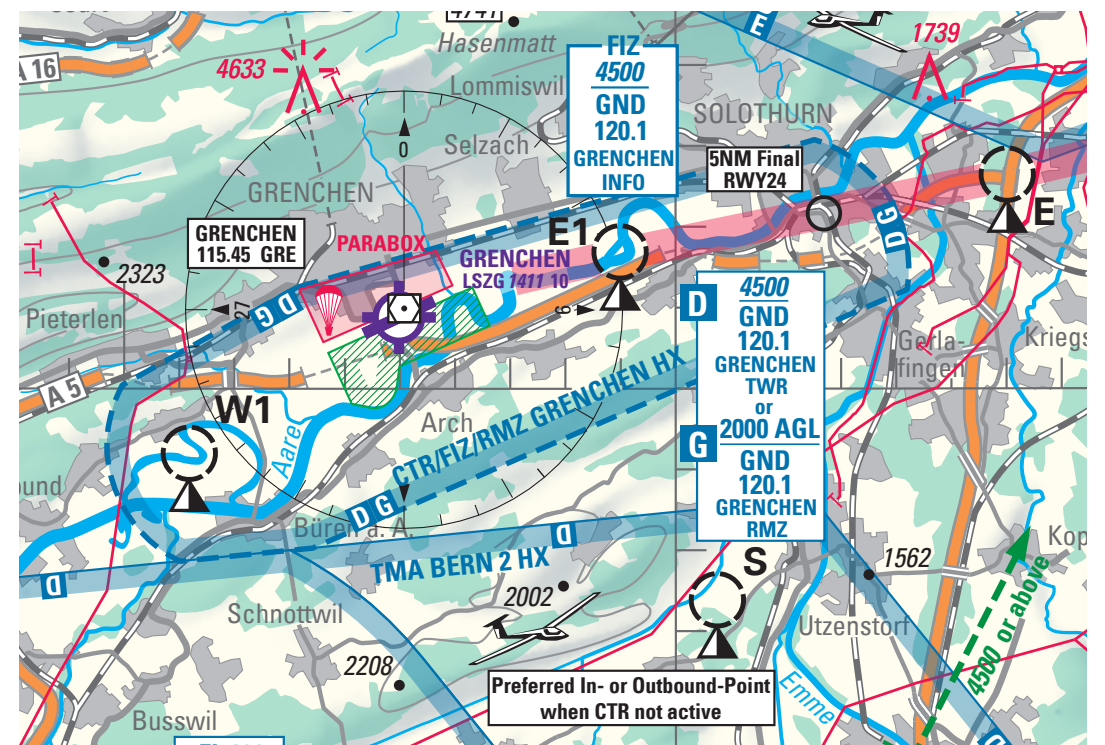 4741
E
1739
Hasenmatt
FIZ
4500
GND
120.1
GRENCHEN
INFO
A 16
4633
Lommiswil
SOLOTHURN
0
Selzach
5NM Final
RWY24
GRENCHEN
E
GRENCHEN
115.45 GRE
PARABOX
E1
GRENCHEN
LSZG 1411 10
D G
2323
D G
27
9
Pieterlen
D
4500
GND
120.1
GRENCHEN
TWR
or
G
2000 AGL
GND
120.1
GRENCHEN
RMZ
Gerla-
fingen
Kriegs
A 5
W1
Arch
Aare
CTR/FIZ/RMZ GRENCHEN HX
D G
Büren a. A.
D
TMA BERN 2 HX
D
S
1562
Kop
2002
Schnottwil
Utzenstorf
4500 or above
2208
Preferred In- or Outbound-Point
when CTR not active
Emme
Busswil